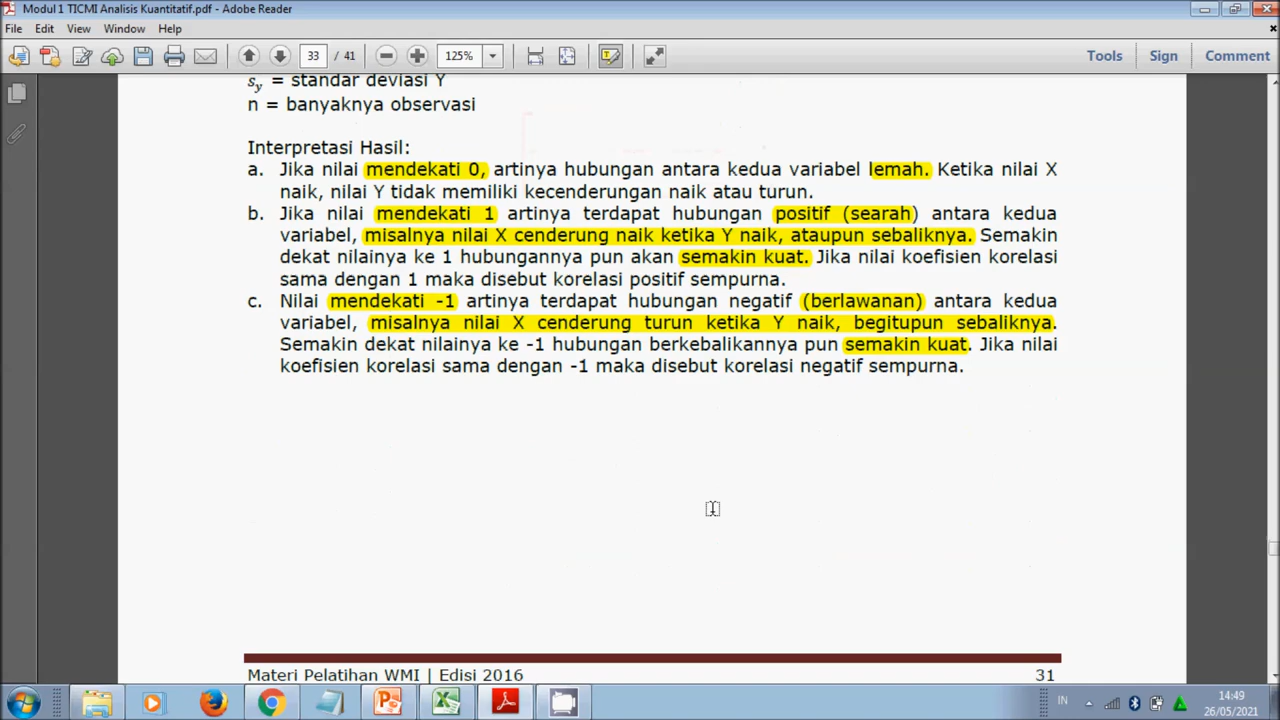 Modul 1 TICMI Analisis Kuantitatif.pdf - Adobe Reader
File Edit View Window Help
33 / 41 125% Tools Sign Comment
sy = standar deviasi Y
n = banyaknya observasi
Interpretasi Hasil:
a. Jika nilai mendekati 0, artinya hubungan antara kedua variabel lemah. Ketika nilai X
naik, nilai Y tidak memiliki kecenderungan naik atau turun.
b. Jika nilai mendekati 1 artinya terdapat hubungan positif (searah) antara kedua
variabel, misalnya nilai X cenderung naik ketika Y naik, ataupun sebaliknya. Semakin
dekat nilainya ke 1 hubungannya pun akan semakin kuat. Jika nilai koefisien korelasi
sama dengan 1 maka disebut korelasi positif sempurna.
c. Nilai mendekati -1 artinya terdapat hubungan negatif (berlawanan) antara kedua
variabel, misalnya nilai X cenderung turun ketika Y naik, begitupun sebaliknya.
Semakin dekat nilainya ke -1 hubungan berkebalikannya pun semakin kuat. Jika nilai
koefisien korelasi sama dengan -1 maka disebut korelasi negatif sempurna.
Materi Pelatihan WMI | Edisi 2016 31
IN 14:49
26/05/2021